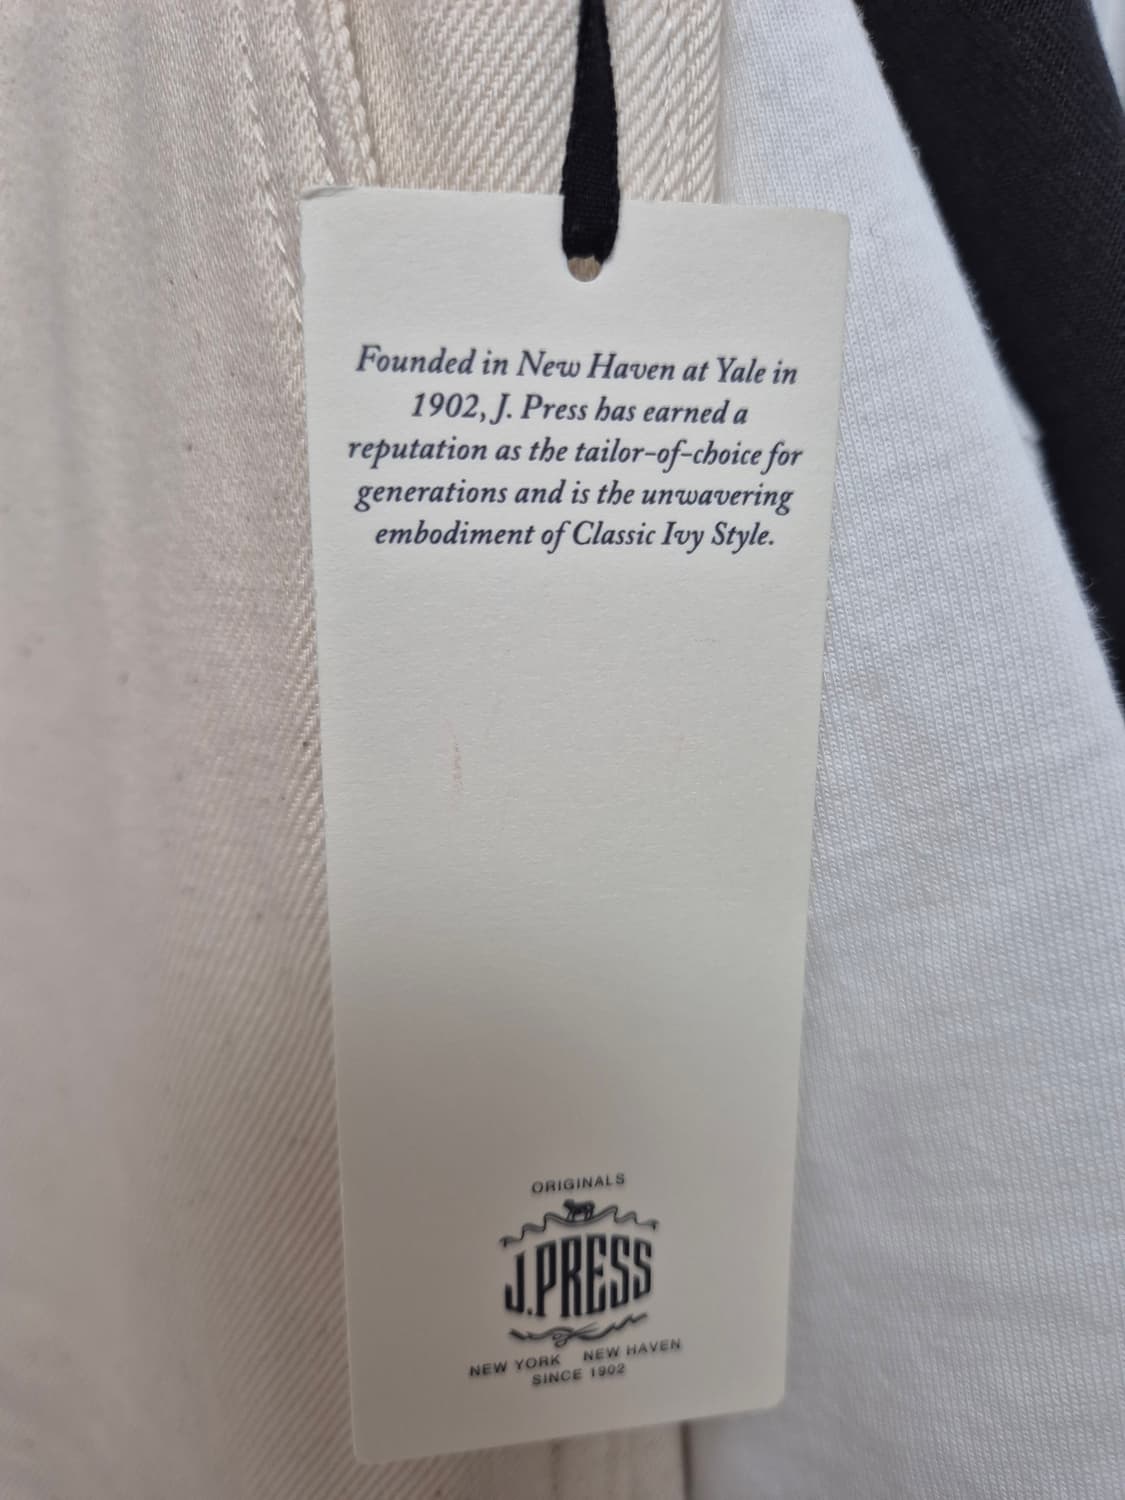 Founded in New Haven at Yale in
1902, J. Press has earned a
reputation as the tailor-of-choice for
generations and is the unwavering
embodiment of Classic Ivy Style.
ORIGINALS
J.PRESS
NEW YORK NEW HAVEN
SINCE 1902